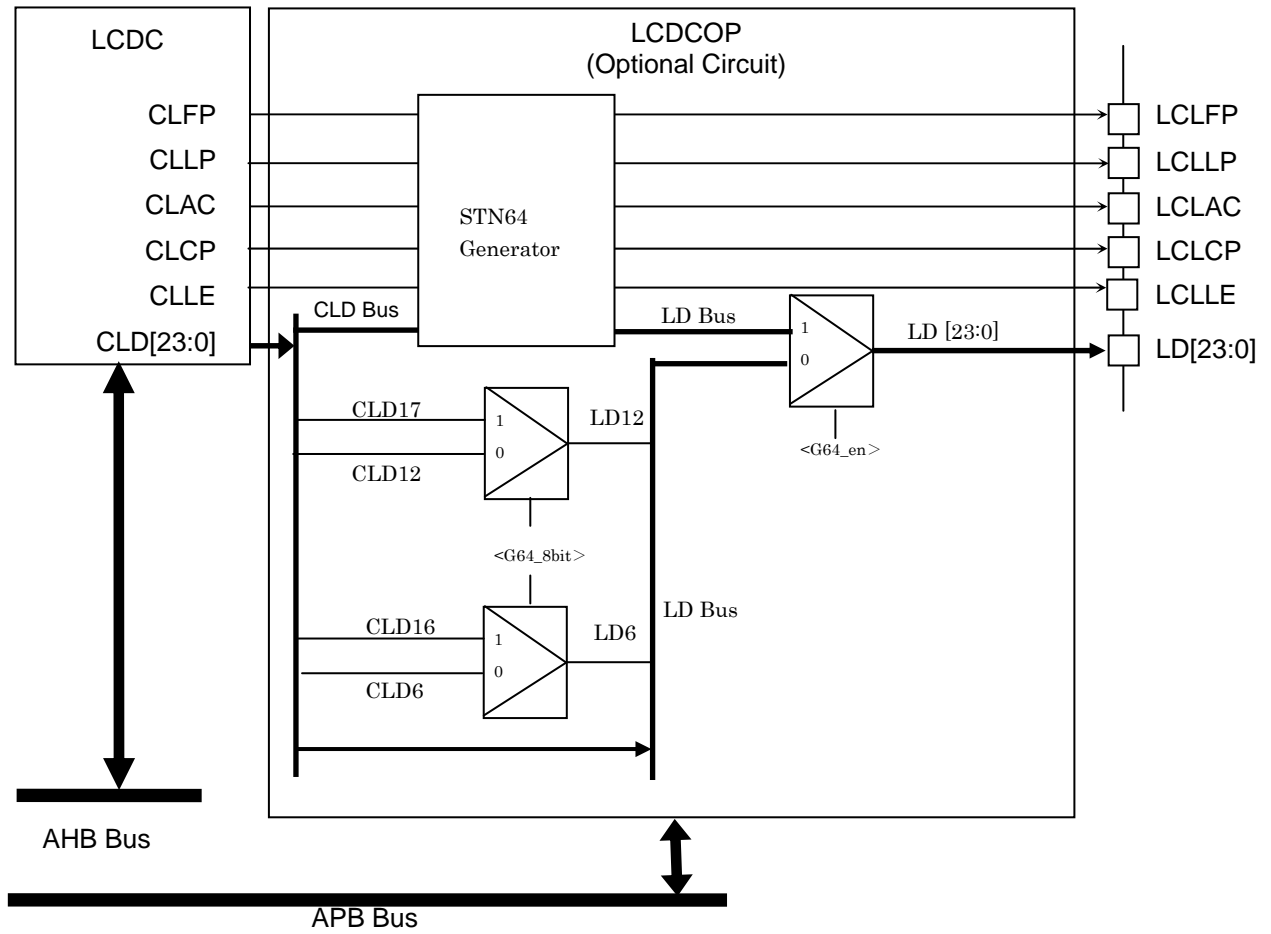 LCDC
LCDCOP
(Optional Circuit)
CLFP
LCLFP
CLLP
LCLLP
CLAC
LCLAC
STN64
Generator
CLCP
LCLCP
CLLE
LCLLE
CLD Bus
LD Bus
CLD[23:0]
1
0
LD [23:0]
LD[23:0]
CLD17
1
LD12
0
CLD12
<G64_en>
<G64_8bit>
CLD16
1
LD6
LD Bus
0
CLD6
AHB Bus
APB Bus